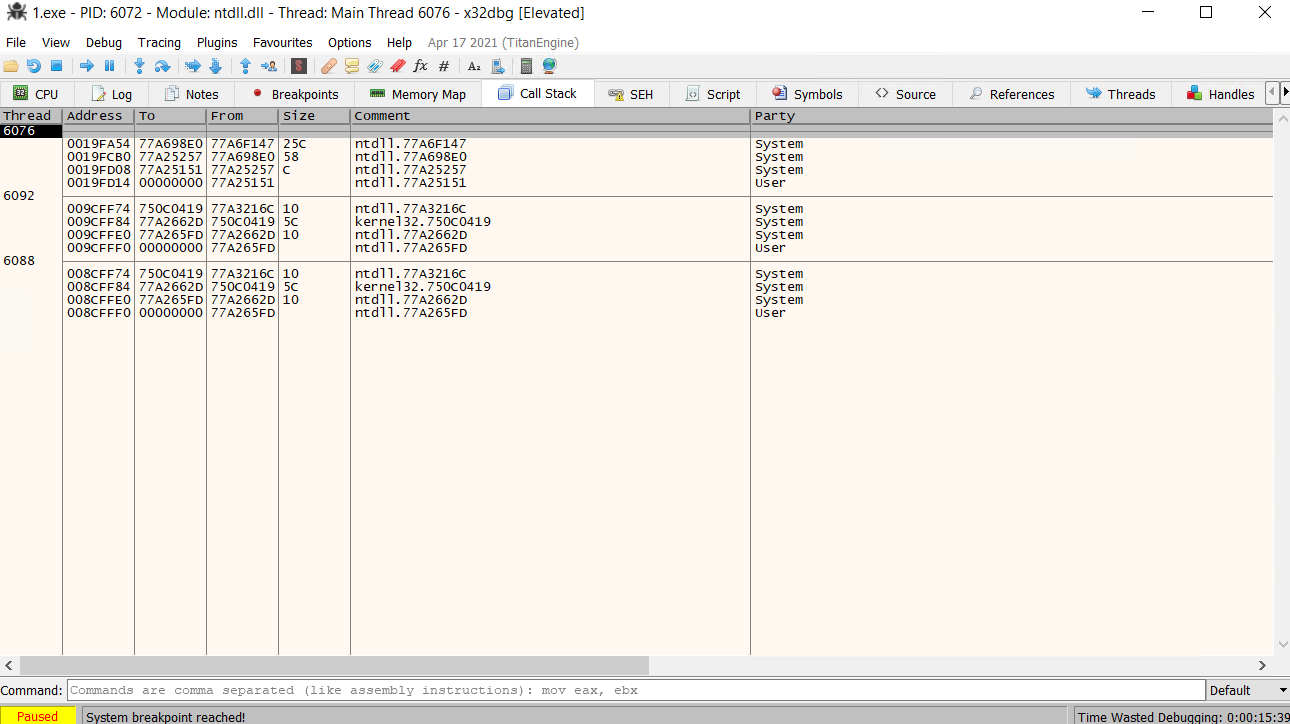 1.exe - PID: 6072 - Module: ntdll.dll - Thread: Main Thread 6076 - x32dbg [Elevated]
File View Debug Tracing Plugins Favourites Options Help Apr 17 2021 (TitanEngine)
CPU Log Notes Breakpoints Memory Map Call Stack SEH Script Symbols Source References Threads Handles
Thread Address To From Size Comment Party
6076
0019FA54 77A698E0 77A6F147 25C ntdll.77A6F147 System
0019FCB0 77A25257 77A698E0 58 ntdll.77A698E0 System
0019FD08 77A25151 77A25257 C ntdll.77A25257 System
0019FD14 00000000 77A25151 ntdll.77A25151 User
6092
009CFF74 750C0419 77A3216C 10 ntdll.77A3216C System
009CFF84 77A2662D 750C0419 5C kernel32.750C0419 System
009CFFE0 77A265FD 77A2662D 10 ntdll.77A2662D System
009CFFF0 00000000 77A265FD ntdll.77A265FD User
6088
008CFF74 750C0419 77A3216C 10 ntdll.77A3216C System
008CFF84 77A2662D 750C0419 5C kernel32.750C0419 System
008CFFE0 77A265FD 77A2662D 10 ntdll.77A2662D System
008CFFF0 00000000 77A265FD ntdll.77A265FD User
Command: Commands are comma separated (like assembly instructions): mov eax, ebx Default
Paused System breakpoint reached! Time Wasted Debugging: 0:00:15:39